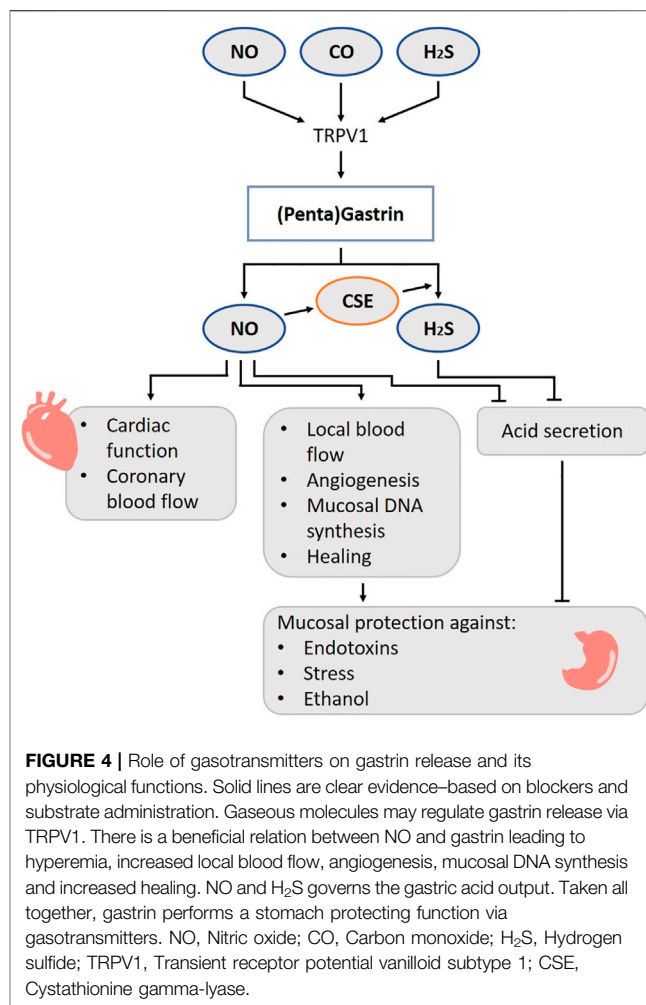 NO
CO
H2S
TRPV1
(Penta)Gastrin
CSE
NO
H2S
• Cardiac
function
• Coronary
blood flow
• Local blood
flow
• Angiogenesis
• Mucosal DNA
synthesis
• Healing
Acid secretion
Mucosal protection against:
• Endotoxins
• Stress
• Ethanol
FIGURE 4 | Role of gasotransmitters on gastrin release and its
physiological functions. Solid lines are clear evidence–based on blockers and
substrate administration. Gaseous molecules may regulate gastrin release via
TRPV1. There is a beneficial relation between NO and gastrin leading to
hyperemia, increased local blood flow, angiogenesis, mucosal DNA synthesis
and increased healing. NO and H2S governs the gastric acid output. Taken all
together, gastrin performs a stomach protecting function via
gasotransmitters. NO, Nitric oxide; CO, Carbon monoxide; H2S, Hydrogen
sulfide; TRPV1, Transient receptor potential vanilloid subtype 1; CSE,
Cystathionine gamma-lyase.